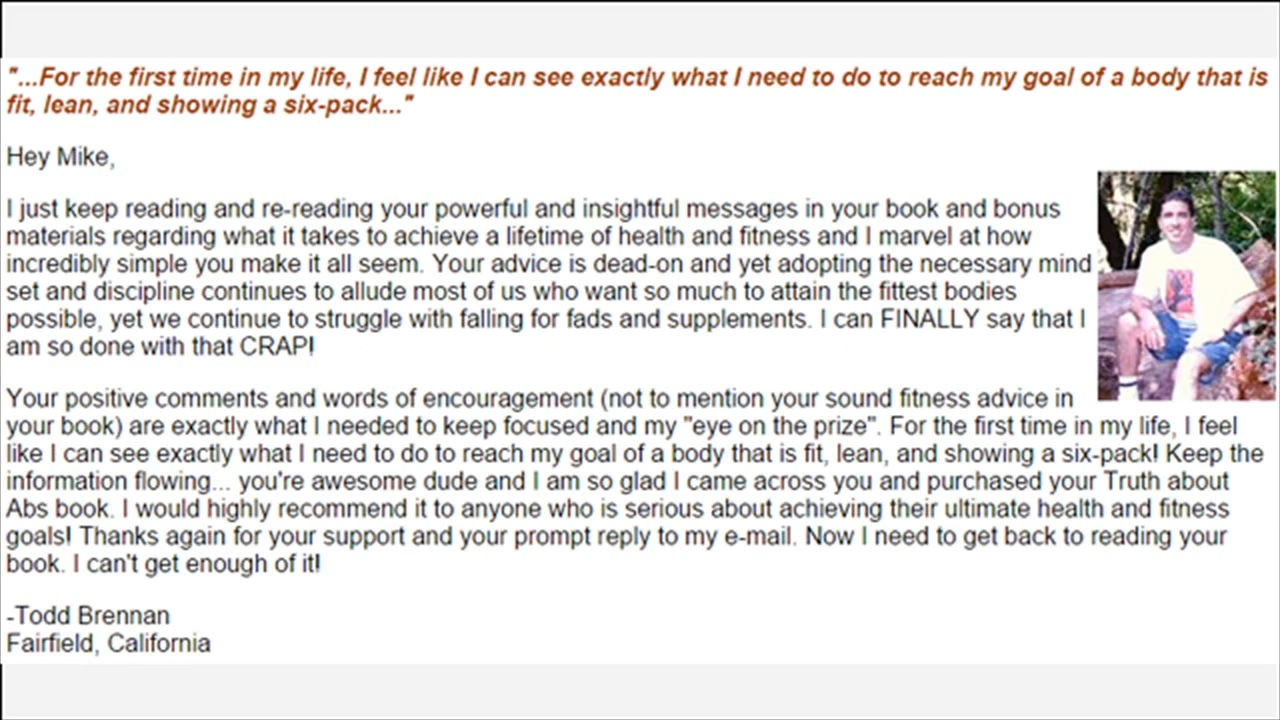 "...For the first time in my life, I feel like I can see exactly what I need to do to reach my goal of a body that is
fit, lean, and showing a six-pack..."
Hey Mike,
I just keep reading and re-reading your powerful and insightful messages in your book and bonus
materials regarding what it takes to achieve a lifetime of health and fitness and I marvel at how
incredibly simple you make it all seem. Your advice is dead-on and yet adopting the necessary mind
set and discipline continues to allude most of us who want so much to attain the fittest bodies
possible, yet we continue to struggle with falling for fads and supplements. I can FINALLY say that I
am so done with that CRAP!
Your positive comments and words of encouragement (not to mention your sound fitness advice in
your book) are exactly what I needed to keep focused and my "eye on the prize". For the first time in my life, I feel
like I can see exactly what I need to do to reach my goal of a body that is fit, lean, and showing a six-pack! Keep the
information flowing... you're awesome dude and I am so glad I came across you and purchased your Truth about
Abs book. I would highly recommend it to anyone who is serious about achieving their ultimate health and fitness
goals! Thanks again for your support and your prompt reply to my e-mail. Now I need to get back to reading your
book. I can't get enough of it!
-Todd Brennan
Fairfield, California